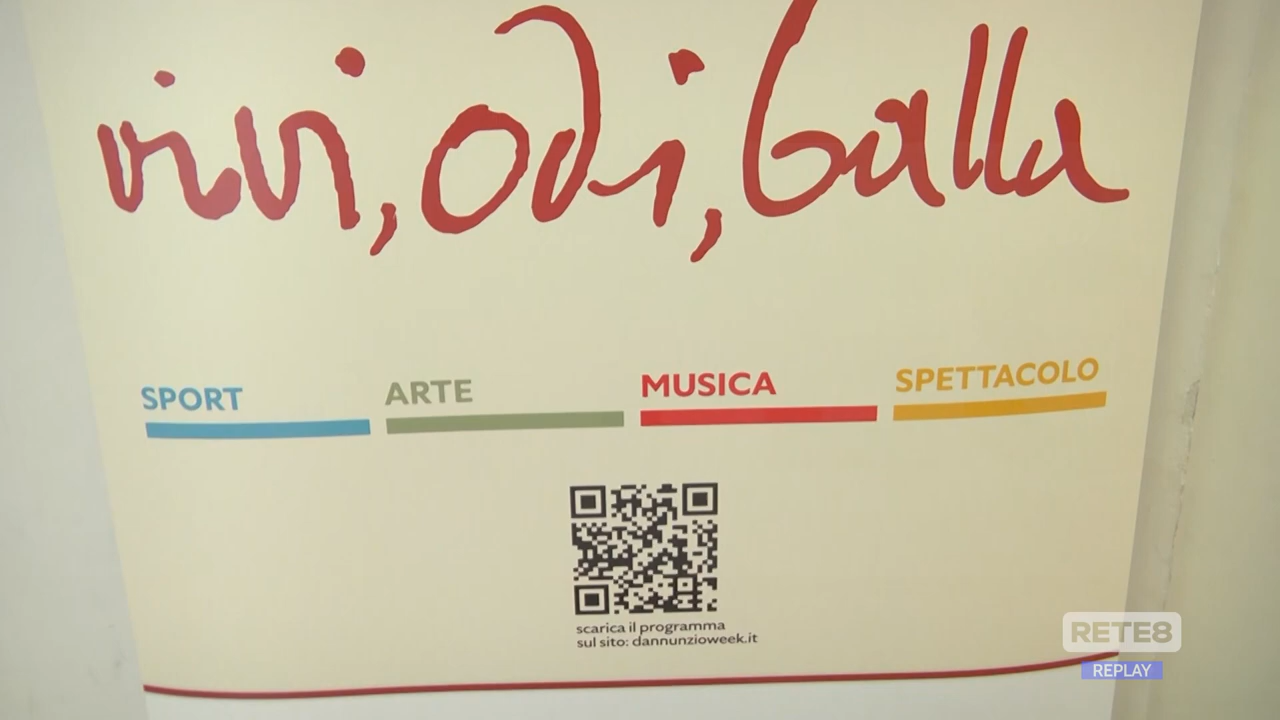 vivi, odi, balla
SPORT ARTE MUSICA SPETTACOLO
scarica il programma
sul sito: dannunzioweek.it
RETE8
REPLAY